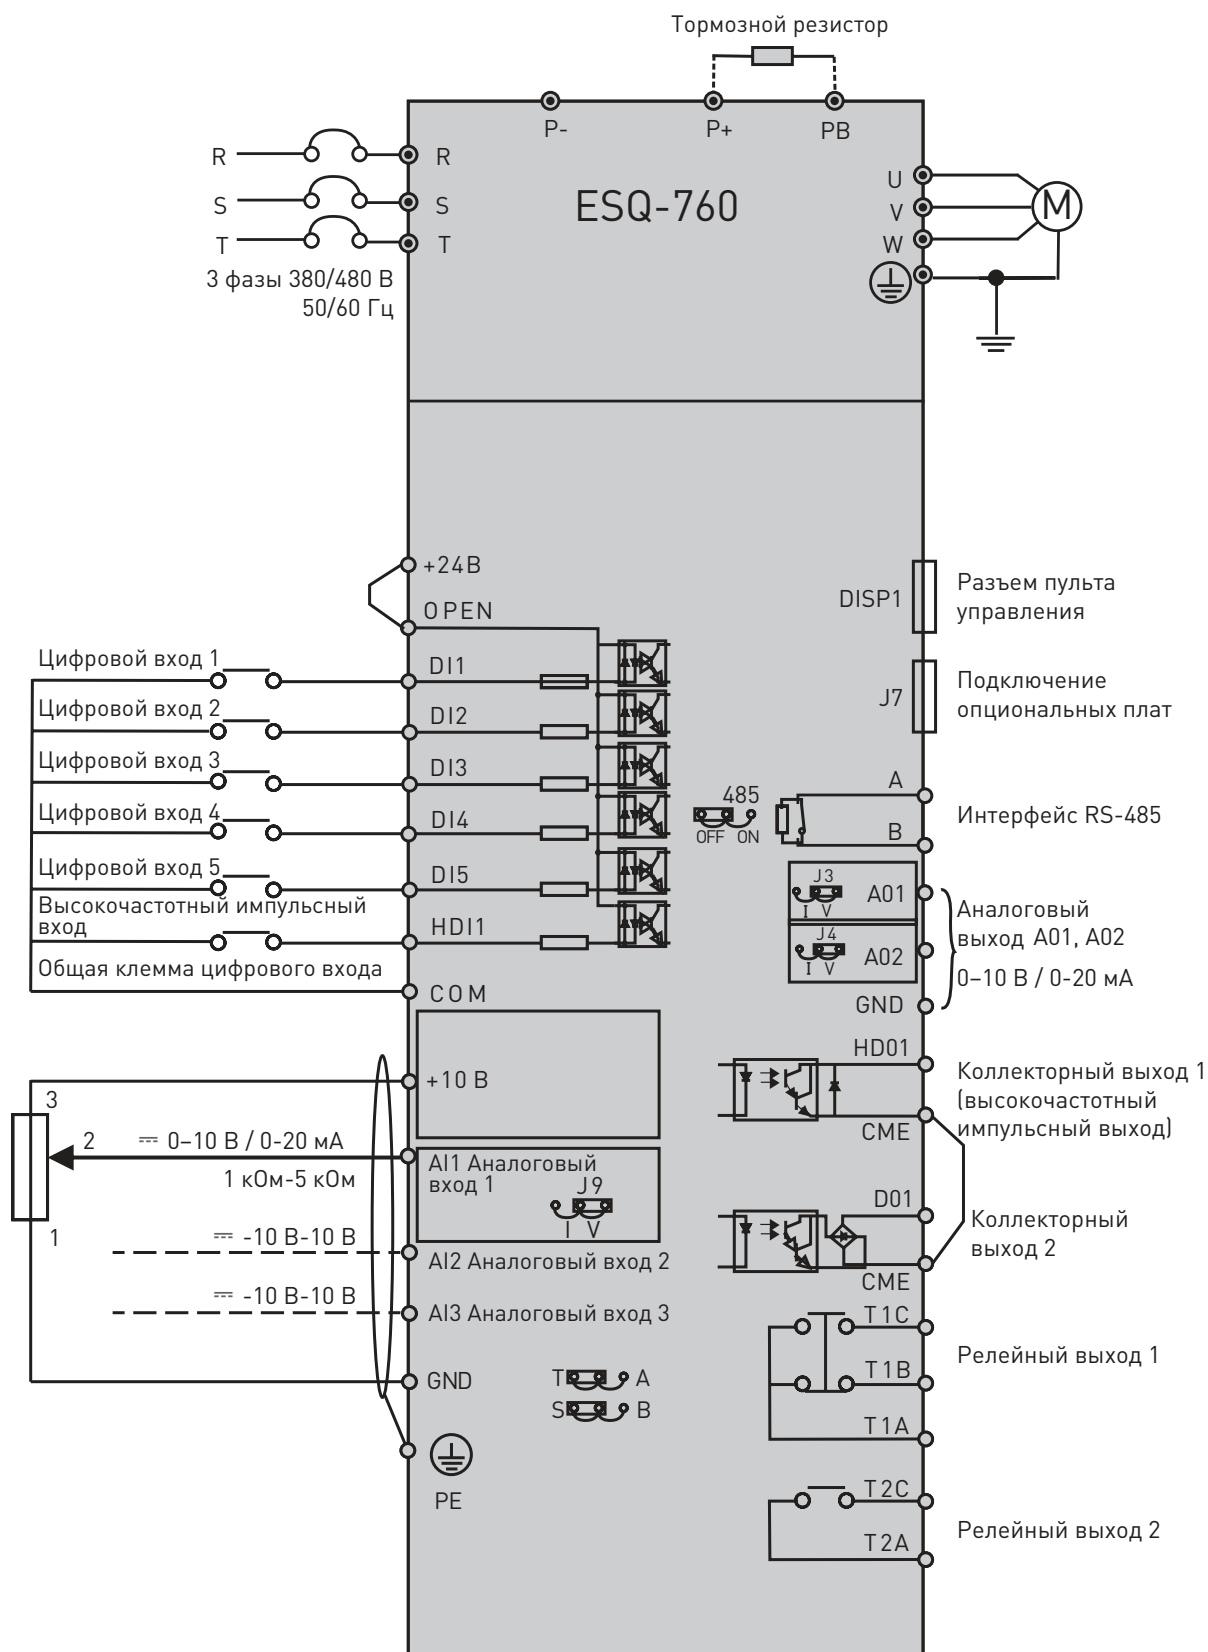 Тормозной резистор
P-
P+
PB
R
R
S
S
T
T
3 фазы 380/480 В
50/60 Гц
ESQ-760
U
V
W
M
+24В
OPEN
Цифровой вход 1
DI1
Цифровой вход 2
DI2
Цифровой вход 3
DI3
Цифровой вход 4
DI4
Цифровой вход 5
DI5
Высокочастотный импульсный
вход
HDI1
Общая клемма цифрового входа
COM
+10 В
3
2
0–10 В / 0-20 мА
1 кОм-5 кОм
1
AI1 Аналоговый
вход 1
J9
I V
-10 В-10 В
AI2 Аналоговый вход 2
-10 В-10 В
AI3 Аналоговый вход 3
GND
T
A
S
B
PE
DISP1
Разъем пульта
управления
J7
Подключение
опциональных плат
485
OFF ON
A
B
Интерфейс RS-485
J3
I V
A01
J4
I V
A02
GND
Аналоговый
выход A01, A02
0–10 В / 0-20 мА
HD01
CME
Коллекторный выход 1
(высокочастотный
импульсный выход)
D01
CME
Коллекторный
выход 2
T1C
T1B
T1A
Релейный выход 1
T2C
T2A
Релейный выход 2